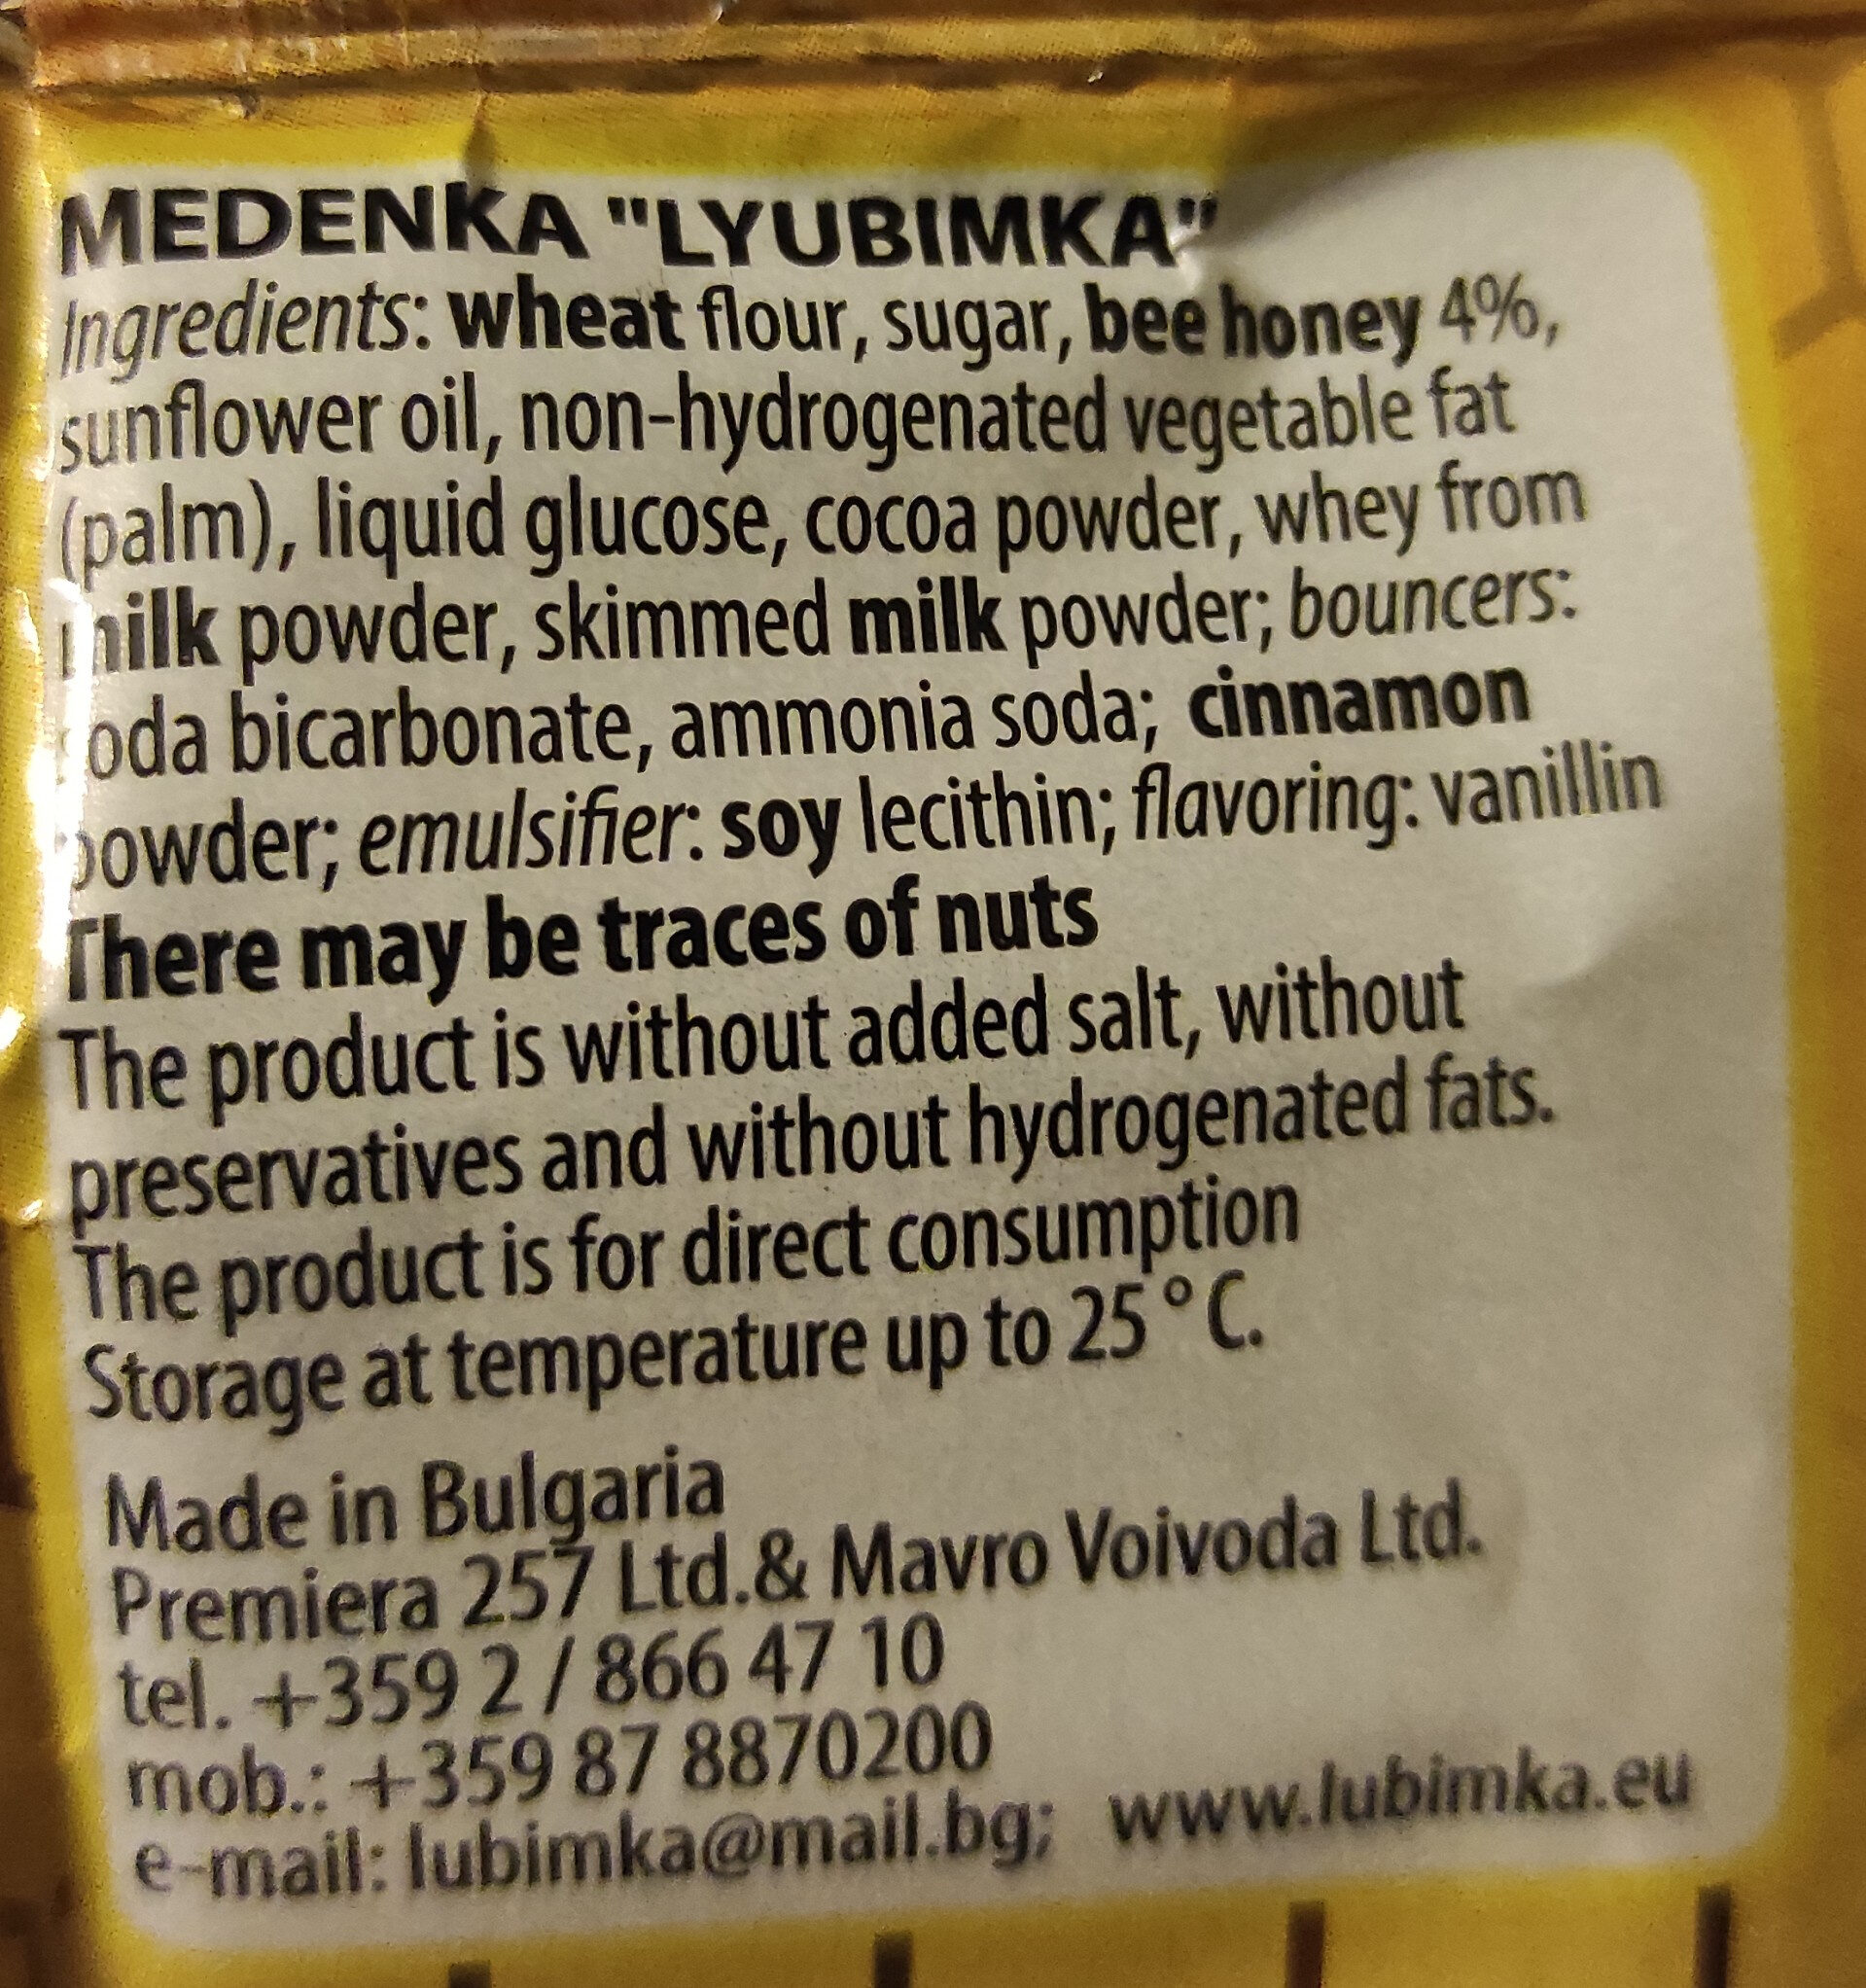 MEDENKA "LYUBIMKA"
Ingredients: wheat flour, sugar, bee honey 4%,
sunflower oil, non-hydrogenated vegetable fat
(palm), liquid glucose, cocoa powder, whey from
milk powder, skimmed milk powder; bouncers:
soda bicarbonate, ammonia soda; cinnamon
powder; emulsifier: soy lecithin; flavoring: vanillin
There may be traces of nuts
The product is without added salt, without
preservatives and without hydrogenated fats.
The product is for direct consumption
Storage at temperature up to 25°C.
Made in Bulgaria
Premiera 257 Ltd.& Mavro Voivoda Ltd.
tel. +359 2 / 866 47 10
mob.: +359 87 8870200
e-mail: lubimka@mail.bg; www.lubimka.eu